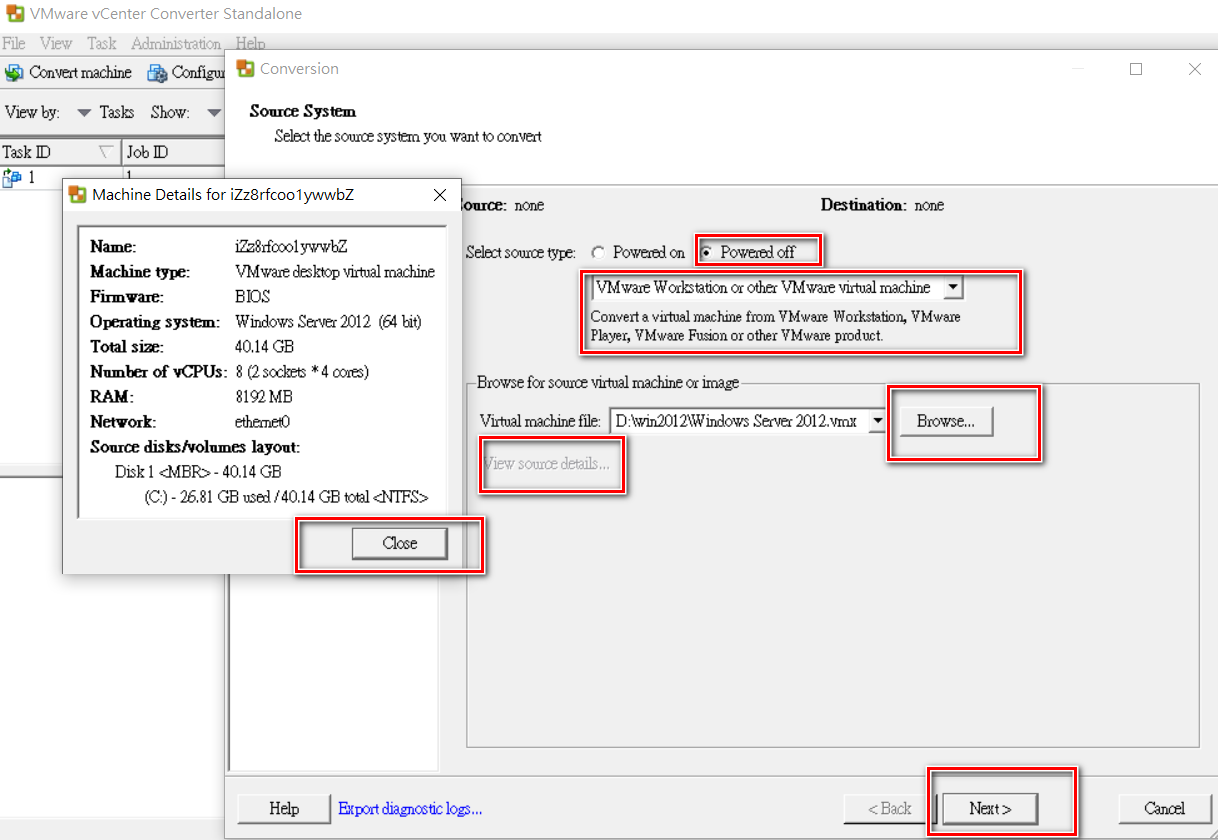 VMware vCenter Converter Standalone
File View Task Administration Help
Convert machine Configur
View by: Tasks Show:
Task ID Job ID
1 1
Conversion
Source System
Select the source system you want to convert
ource: none Destination: none
Select source type: Powered on Powered off
VMware Workstation or other VMware virtual machine
Convert a virtual machine from VMware Workstation, VMware
Player, VMware Fusion or other VMware product.
Browse for source virtual machine or image
Virtual machine file: D:\win2012\Windows Server 2012.vmx Browse...
View source details...
Machine Details for iZz8rfcoo1ywwbZ
Name: iZz8rfcoo1ywwbZ
Machine type: VMware desktop virtual machine
Firmware: BIOS
Operating system: Windows Server 2012 (64 bit)
Total size: 40.14 GB
Number of vCPUs: 8 (2 sockets * 4 cores)
RAM: 8192 MB
Network: ethernet0
Source disks/volumes layout:
Disk 1 <MBR> - 40.14 GB
(C:) - 26.81 GB used / 40.14 GB total <NTFS>
Close
Help Export diagnostic logs... < Back Next > Cancel